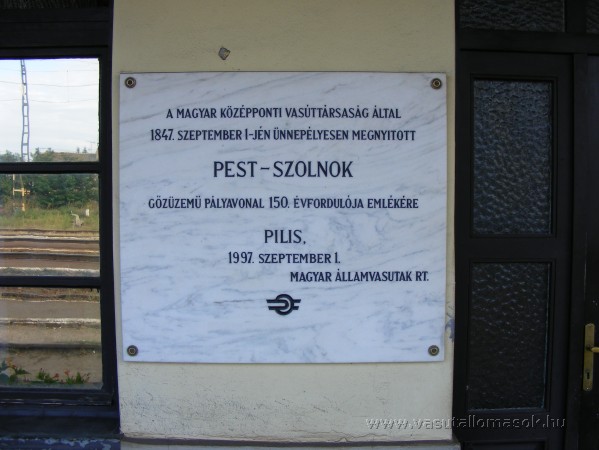 A MAGYAR KÖZÉPPONTI VASÚTTÁRSASÁG ÁLTAL
1847. SZEPTEMBER 1-JÉN ÜNNEPÉLYESEN MEGNYITOTT
PEST-SZOLNOK
GŐZÜZEMŰ PÁLYAVONAL 150. ÉVFORDULÓJA EMLÉKÉRE
PILIS,
1997. SZEPTEMBER 1.
MAGYAR ÁLLAMVASUTAK RT.
www.vasutallomasok.hu